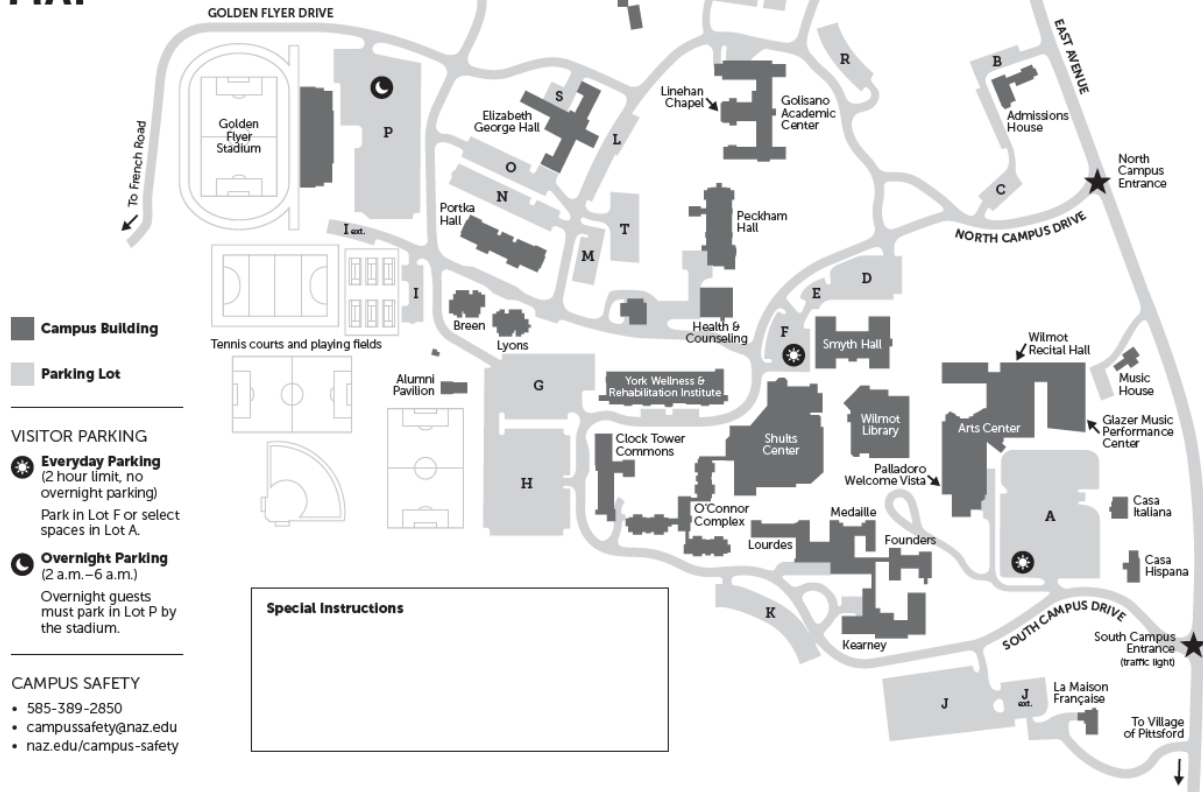 MAP
GOLDEN FLYER DRIVE
EAST AVENUE
R
B
S
Linehan
Chapel
Golisano
Academic
Center
Admissions
House
Elizabeth
George Hall
Golden
Flyer
Stadium
P
L
To French Road
O
North
Campus
Entrance
N
C
Portka
Hall
Peckham
Hall
I ext.
T
NORTH CAMPUS DRIVE
M
D
I
E
Campus Building
Breen
Lyons
Health &
Counseling
F
Smyth Hall
Wilmot
Recital Hall
Tennis courts and playing fields
Parking Lot
Alumni
Pavilion
G
York Wellness &
Rehabilitation Institute
Music
House
VISITOR PARKING
Everyday Parking
(2 hour limit, no
overnight parking)
Park in Lot F or select
spaces in Lot A.
Overnight Parking
(2 a.m.–6 a.m.)
Overnight guests
must park in Lot P by
the stadium.
Clock Tower
Commons
Shults
Center
Wilmot
Library
Arts Center
Glazer Music
Performance
Center
Palladoro
Welcome Vista
H
O'Connor
Complex
Medaille
A
Casa
Italiana
Lourdes
Founders
Casa
Hispana
Special Instructions
K
Kearney
SOUTH CAMPUS DRIVE
South Campus
Entrance
(traffic light)
CAMPUS SAFETY
• 585-389-2850
• campussafety@naz.edu
• naz.edu/campus-safety
J
J
ext.
La Maison
Française
To Village
of Pittsford